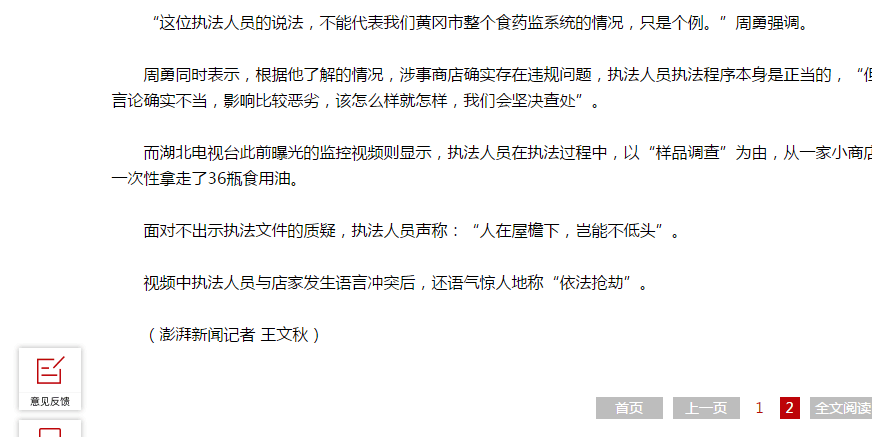 “这位执法人员的说法，不能代表我们黄冈市整个食药监系统的情况，只是个例。”周勇强调。
周勇同时表示，根据他了解的情况，涉事商店确实存在违规问题，执法人员执法程序本身是正当的，“但
言论确实不当，影响比较恶劣，该怎么样就怎样，我们会坚决查处”。
而湖北电视台此前曝光的监控视频则显示，执法人员在执法过程中，以“样品调查”为由，从一家小商店
一次性拿走了36瓶食用油。
面对不出示执法文件的质疑，执法人员声称：“人在屋檐下，岂能不低头”。
视频中执法人员与店家发生语言冲突后，还语气惊人地称“依法抢劫”。
（澎湃新闻记者 王文秋）
意见反馈
首页 上一页 1 2 全文阅读